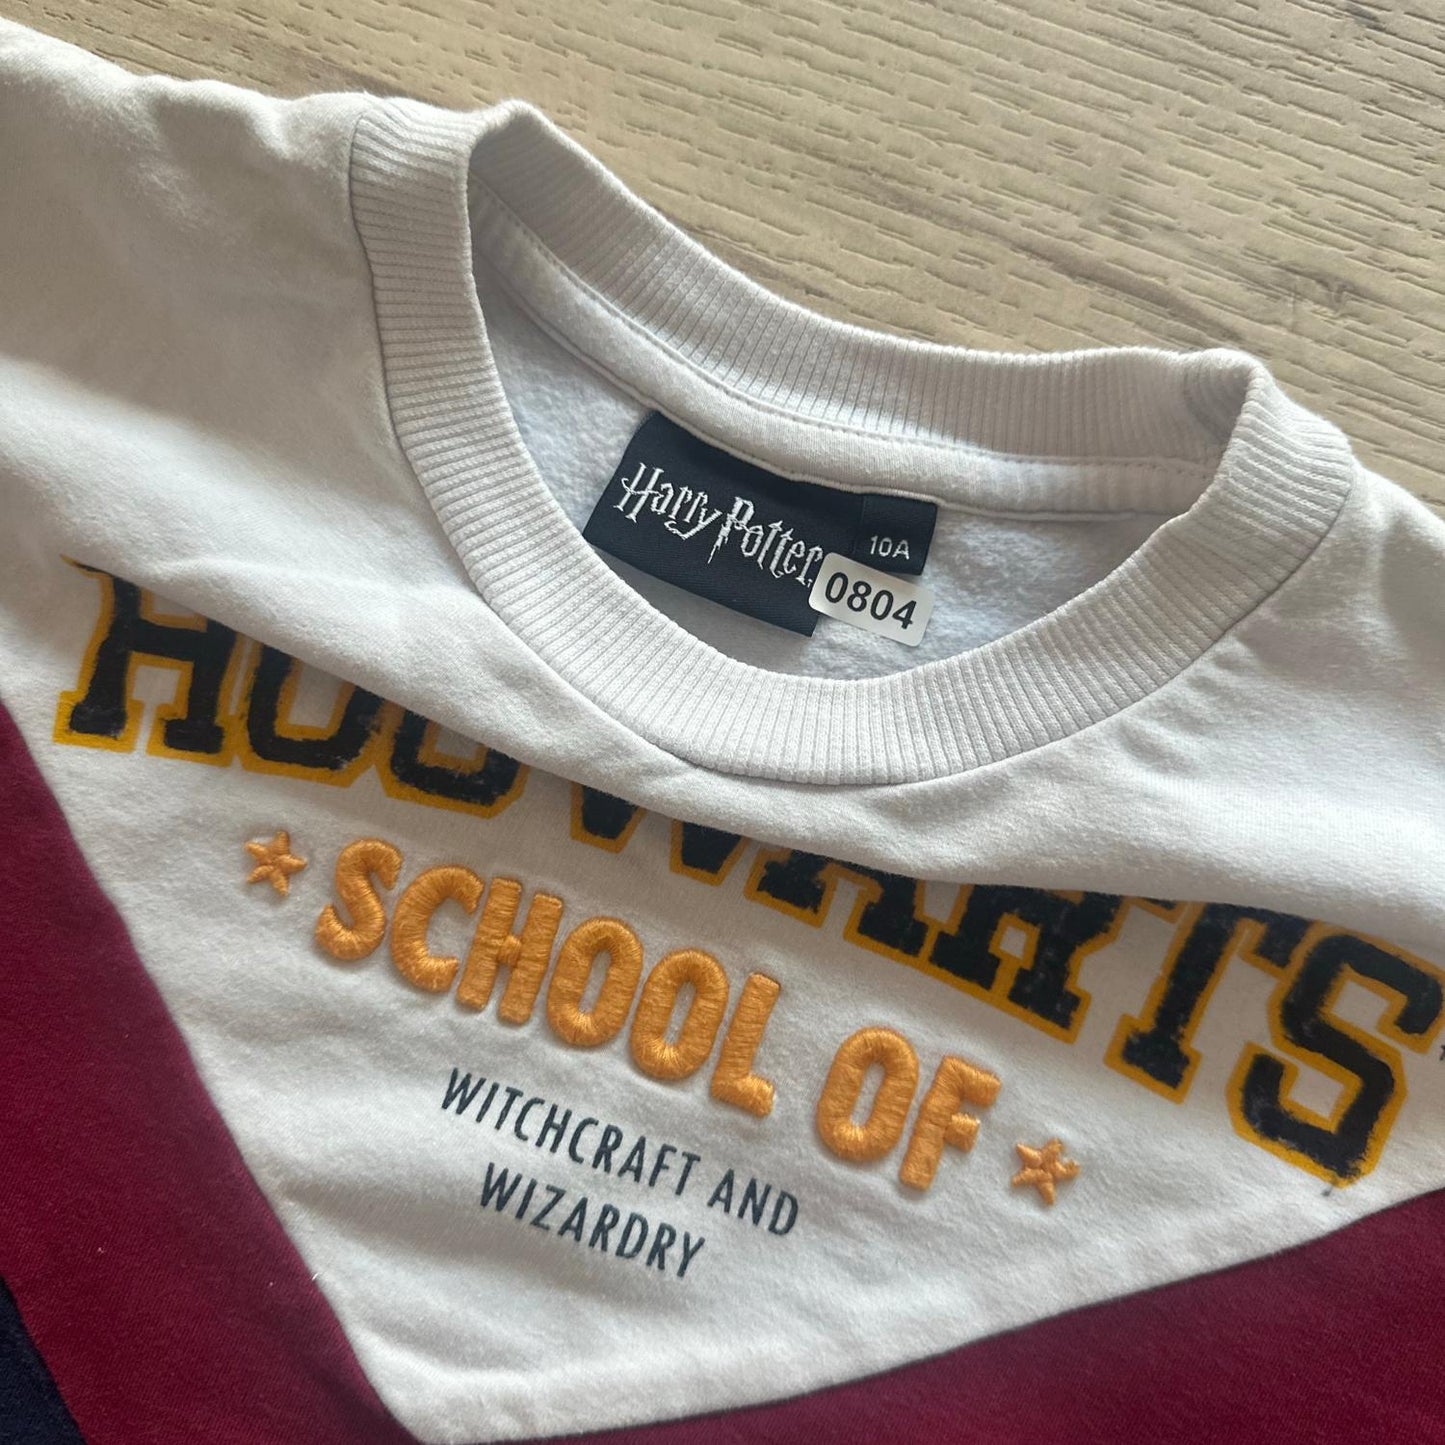 Harry Potter
10A
0804
HOGWARTS
SCHOOL OF
WITCHCRAFT AND
WIZARDRY